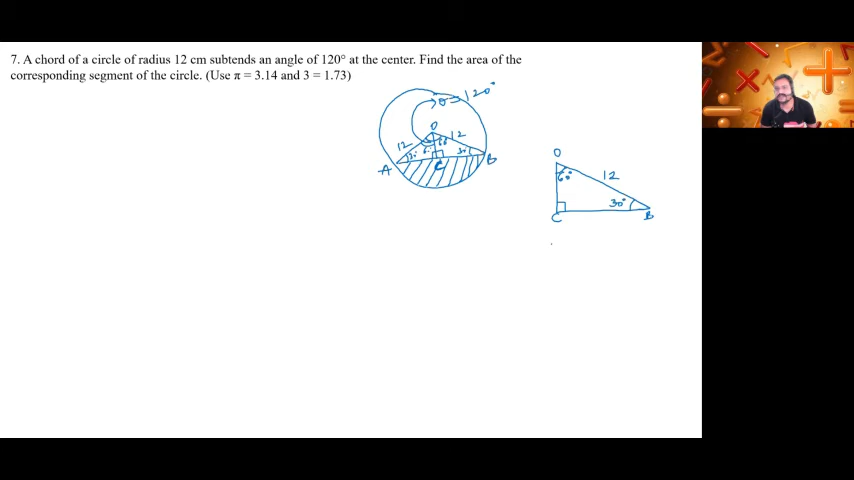 7. A chord of a circle of radius 12 cm subtends an angle of 120° at the center. Find the area of the
corresponding segment of the circle. (Use π = 3.14 and 3 = 1.73)
θ = 120°
O
12
12
60°
30°
A
C
B
O
60°
12
30°
C
B